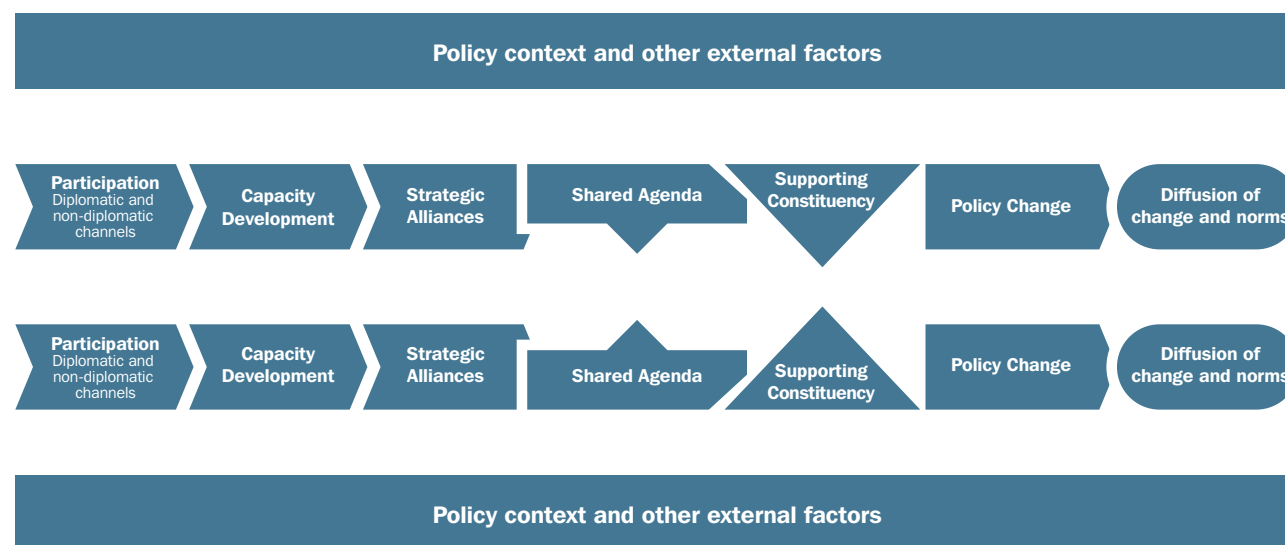 Policy context and other external factors
Participation
Diplomatic and
non-diplomatic
channels
Capacity
Development
Strategic
Alliances
Shared Agenda
Supporting
Constituency
Policy Change
Diffusion of
change and norms
Participation
Diplomatic and
non-diplomatic
channels
Capacity
Development
Strategic
Alliances
Shared Agenda
Supporting
Constituency
Policy Change
Diffusion of
change and norms
Policy context and other external factors